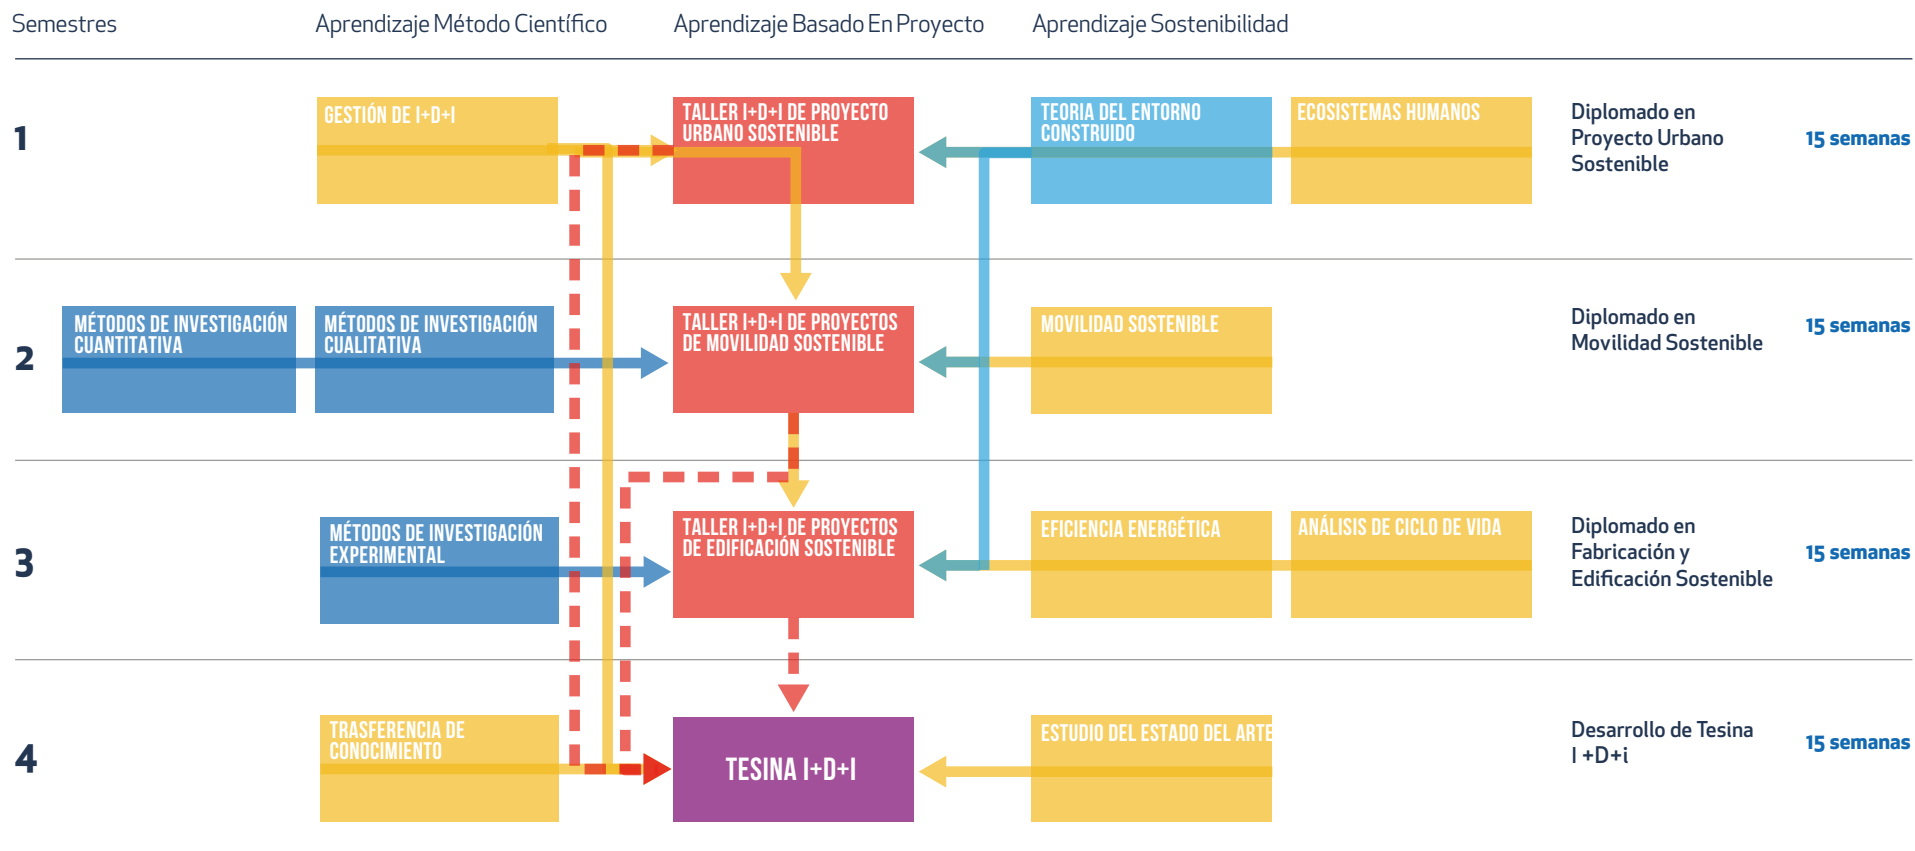 Semestres
Aprendizaje Método Científico
Aprendizaje Basado En Proyecto
Aprendizaje Sostenibilidad
1
GESTIÓN DE I+D+I
TALLER I+D+I DE PROYECTO
URBANO SOSTENIBLE
TEORIA DEL ENTORNO
CONSTRUIDO
ECOSISTEMAS HUMANOS
Diplomado en
Proyecto Urbano
Sostenible
15 semanas
2
MÉTODOS DE INVESTIGACIÓN
CUANTITATIVA
MÉTODOS DE INVESTIGACIÓN
CUALITATIVA
TALLER I+D+I DE PROYECTOS
DE MOVILIDAD SOSTENIBLE
MOVILIDAD SOSTENIBLE
Diplomado en
Movilidad Sostenible
15 semanas
3
MÉTODOS DE INVESTIGACIÓN
EXPERIMENTAL
TALLER I+D+I DE PROYECTOS
DE EDIFICACIÓN SOSTENIBLE
EFICIENCIA ENERGÉTICA
ANÁLISIS DE CICLO DE VIDA
Diplomado en
Fabricación y
Edificación Sostenible
15 semanas
4
TRASFERENCIA DE
CONOCIMIENTO
TESINA I+D+I
ESTUDIO DEL ESTADO DEL ARTE
Desarrollo de Tesina
I +D+i
15 semanas